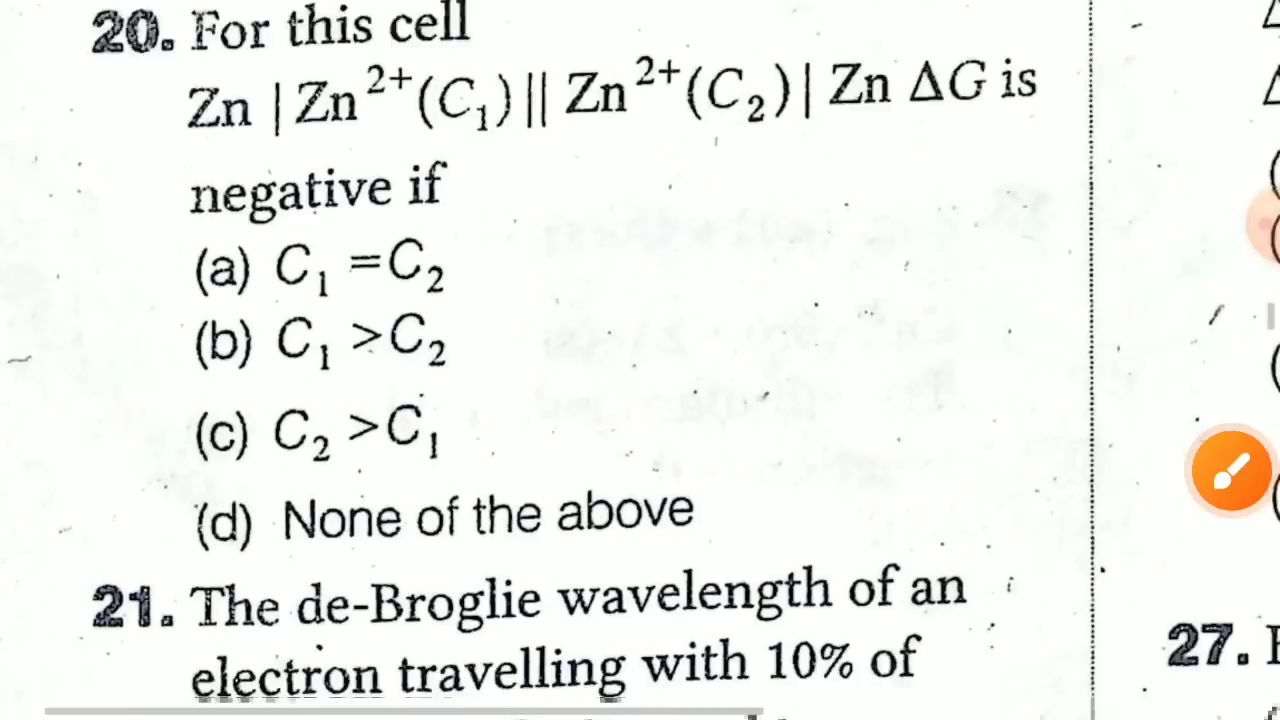 20. For this cell
Zn | Zn²⁺(C₁) || Zn²⁺(C₂) | Zn ΔG is
negative if
(a) C₁ = C₂
(b) C₁ > C₂
(c) C₂ > C₁
(d) None of the above
21. The de-Broglie wavelength of an
electron travelling with 10% of
27.